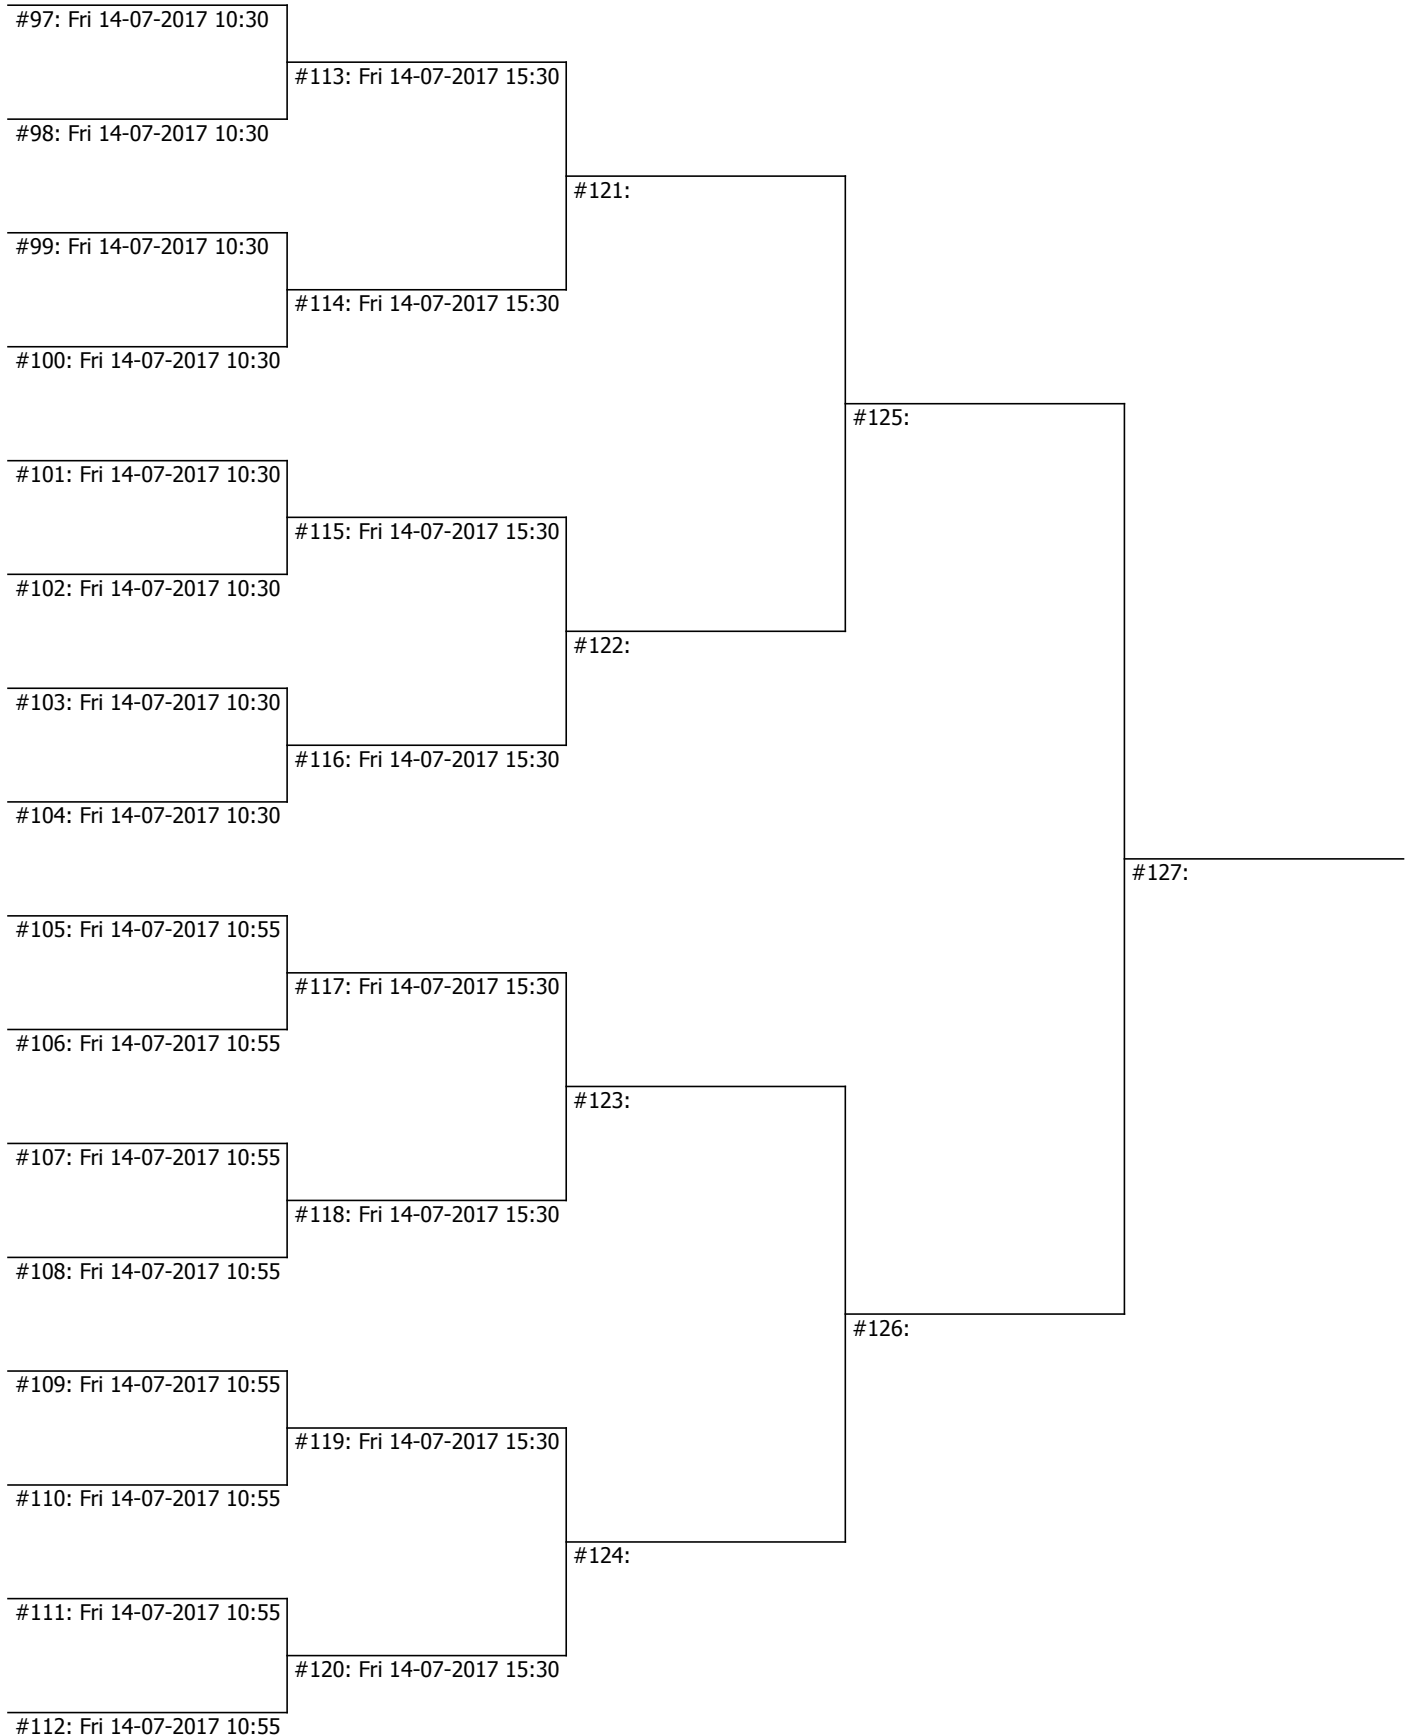 #97: Fri 14-07-2017 10:30
#113: Fri 14-07-2017 15:30
#98: Fri 14-07-2017 10:30
#121:
#99: Fri 14-07-2017 10:30
#114: Fri 14-07-2017 15:30
#100: Fri 14-07-2017 10:30
#125:
#101: Fri 14-07-2017 10:30
#115: Fri 14-07-2017 15:30
#102: Fri 14-07-2017 10:30
#122:
#103: Fri 14-07-2017 10:30
#116: Fri 14-07-2017 15:30
#104: Fri 14-07-2017 10:30
#127:
#105: Fri 14-07-2017 10:55
#117: Fri 14-07-2017 15:30
#106: Fri 14-07-2017 10:55
#123:
#107: Fri 14-07-2017 10:55
#118: Fri 14-07-2017 15:30
#108: Fri 14-07-2017 10:55
#126:
#109: Fri 14-07-2017 10:55
#119: Fri 14-07-2017 15:30
#110: Fri 14-07-2017 10:55
#124:
#111: Fri 14-07-2017 10:55
#120: Fri 14-07-2017 15:30
#112: Fri 14-07-2017 10:55